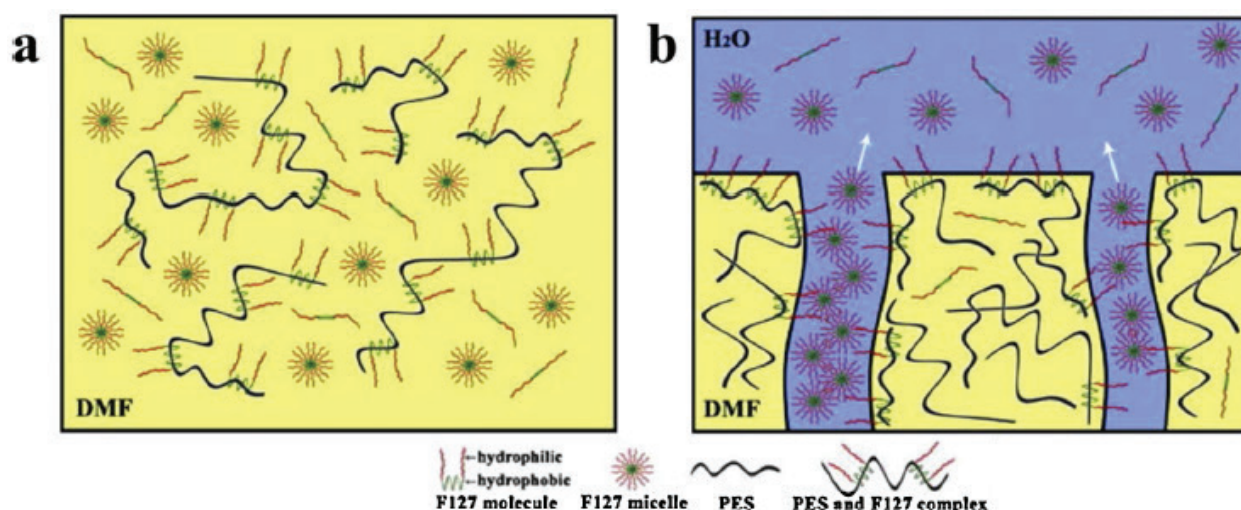 a
b
H₂O
DMF
DMF
←hydrophilic
←hydrophobic
F127 molecule F127 micelle PES PES and F127 complex